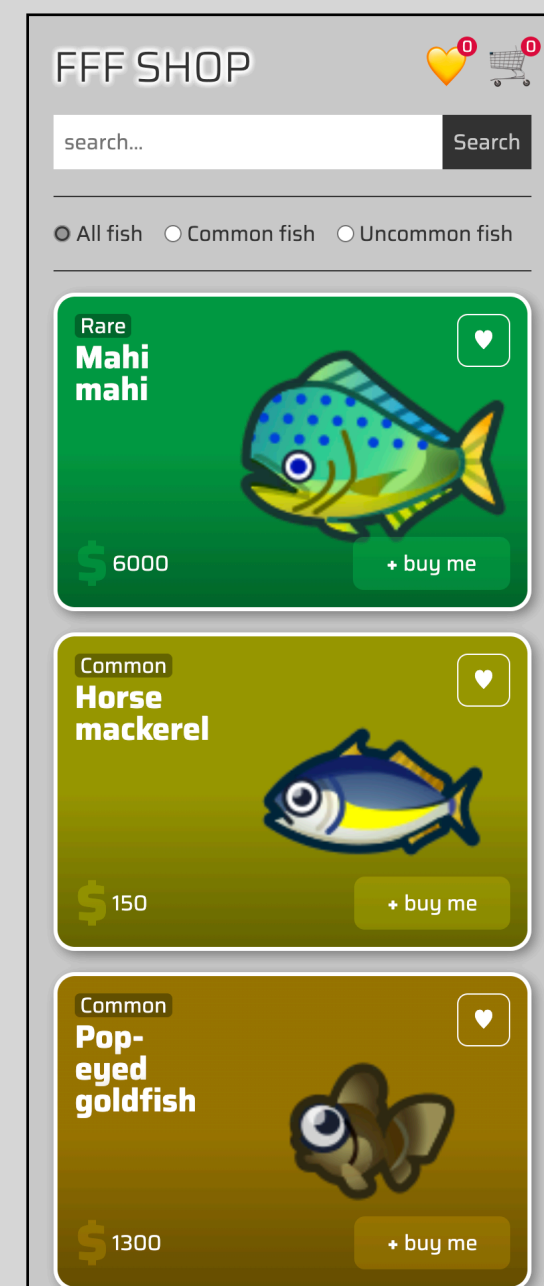 FFF SHOP
0
0
search...
Search
All fish
Common fish
Uncommon fish
Rare
Mahi
mahi
$ 6000
+ buy me
Common
Horse
mackerel
$ 150
+ buy me
Common
Pop-
eyed
goldfish
$ 1300
+ buy me